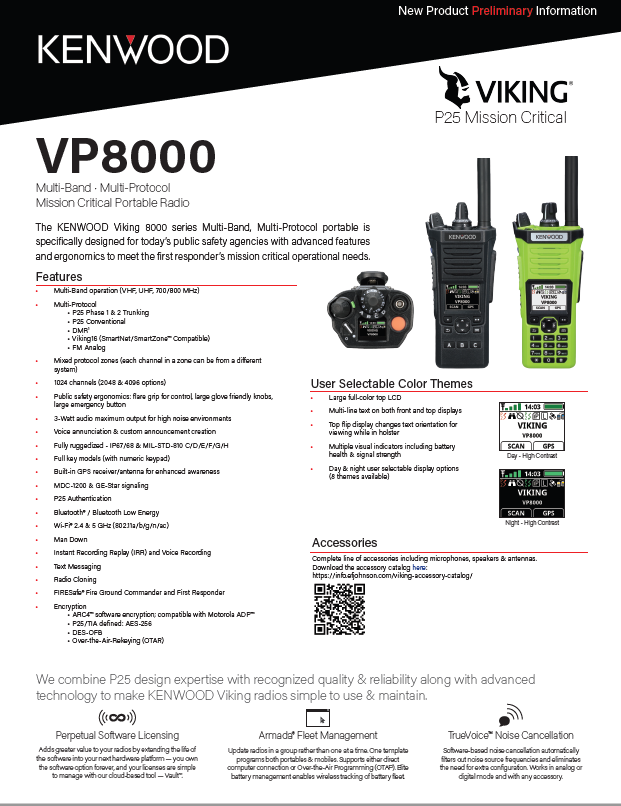 New Product Preliminary Information
KENWOOD
VIKING®
P25 Mission Critical
VP8000
Multi-Band · Multi-Protocol
Mission Critical Portable Radio
The KENWOOD Viking 8000 series Multi-Band, Multi-Protocol portable is
specifically designed for today's public safety agencies with advanced features
and ergonomics to meet the first responder's mission critical operational needs.
Features
• Multi-Band operation (VHF, UHF, 700/800 MHz)
• Multi-Protocol
• P25 Phase 1 & 2 Trunking
• P25 Conventional
• DMR¹
• Viking16 (SmartNet/SmartZone™ Compatible)
• FM Analog
• Mixed protocol zones (each channel in a zone can be from a different
system)
• 1024 channels (2048 & 4096 options)
• Public safety ergonomics: flare grip for control, large glove friendly knobs,
large emergency button
• 3-Watt audio maximum output for high noise environments
• Voice annunciation & custom announcement creation
• Fully ruggedized - IP67/68 & MIL-STD-810 C/D/E/F/G/H
• Full key models (with numeric keypad)
• Built-in GPS receiver/antenna for enhanced awareness
• MDC-1200 & GE-Star signaling
• P25 Authentication
• Bluetooth® / Bluetooth Low Energy
• Wi-Fi® 2.4 & 5 GHz (802.11a/b/g/n/ac)
• Man Down
• Instant Recording Replay (IRR) and Voice Recording
• Text Messaging
• Radio Cloning
• FIRESafe® Fire Ground Commander and First Responder
• Encryption
• ARC4™ software encryption; compatible with Motorola ADP™
• P25/TIA defined: AES-256
• DES-OFB
• Over-the-Air-Rekeying (OTAR)
KENWOOD
VIKING
VP8000
A B C
KENWOOD
VIKING
VP8000
User Selectable Color Themes
• Large full-color top LCD
• Multi-line text on both front and top displays
• Top flip display changes text orientation for
viewing while in holster
• Multiple visual indicators including battery
health & signal strength
• Day & night user selectable display options
(8 themes available)
14:03
VIKING
VP8000
SCAN GPS
Day - High Contrast
14:03
VIKING
VP8000
SCAN GPS
Night - High Contrast
Accessories
Complete line of accessories including microphones, speakers & antennas.
Download the accessory catalog here:
https://info.efjohnson.com/viking-accessory-catalog/
We combine P25 design expertise with recognized quality & reliability along with advanced
technology to make KENWOOD Viking radios simple to use & maintain.
Perpetual Software Licensing
Adds greater value to your radios by extending the life of
the software into your next hardware platform — you own
the software option forever, and your licenses are simple
to manage with our cloud-based tool — Vault™.
Armada® Fleet Management
Update radios in a group rather than one at a time. One template
programs both portables & mobiles. Supports either direct
computer connection or Over-the-Air Programming (OTAP). Elite
battery management enables wireless tracking of battery fleet.
TrueVoice™ Noise Cancellation
Software-based noise cancellation automatically
filters out noise source frequencies and eliminates
the need for extra configuration. Works in analog or
digital mode and with any accessory.